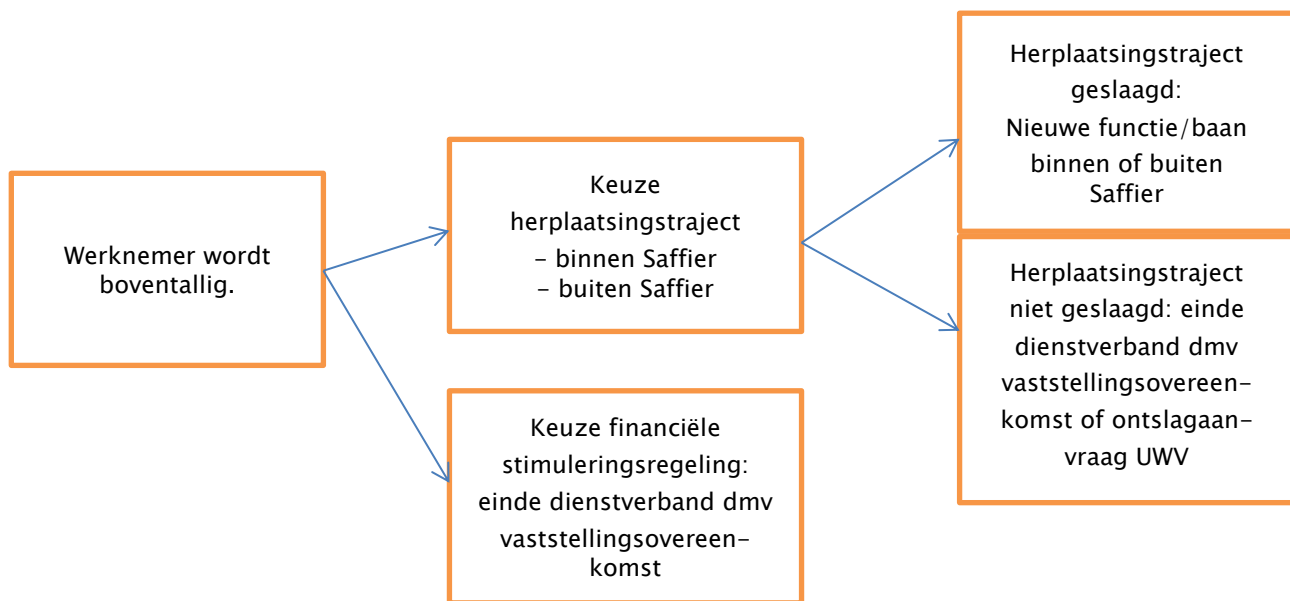 Werknemer wordt
boventallig.
Keuze
herplaatsingstraject
– binnen Saffier
– buiten Saffier
Keuze financiële
stimuleringsregeling:
einde dienstverband dmv
vaststellingsovereen–
komst
Herplaatsingstraject
geslaagd:
Nieuwe functie/baan
binnen of buiten
Saffier
Herplaatsingstraject
niet geslaagd: einde
dienstverband dmv
vaststellingsovereen–
komst of ontslagaan–
vraag UWV